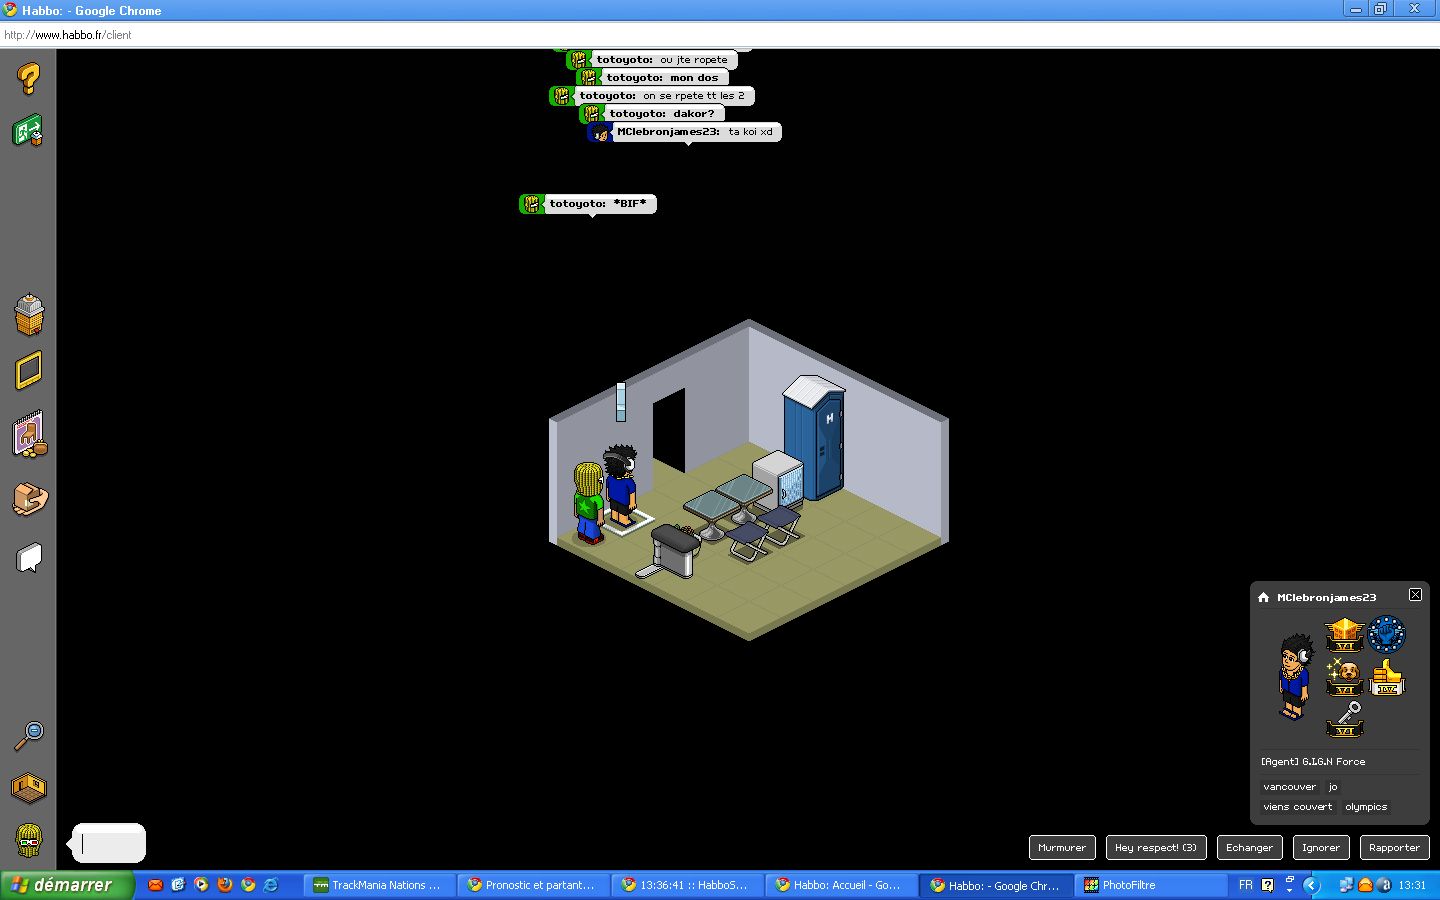 Habbo: - Google Chrome
http://www.habbo.fr/client
totoyoto: ou jte ropete
totoyoto: mon dos
totoyoto: on se rpete tt les 2
totoyoto: dakor?
MClebronjames23: ta koi xd
totoyoto: *BIF*
H
MClebronjames23
[Agent] G.I.G.N Force
vancouver jo
viens couvert olympics
Murmurer Hey respect! (3) Echanger Ignorer Rapporter
démarrer TrackMania Nations ... Pronostic et partant... 13:36:41 :: HabboS... Habbo: Accueil - Go... Habbo: - Google Chr... PhotoFiltre FR 13:31